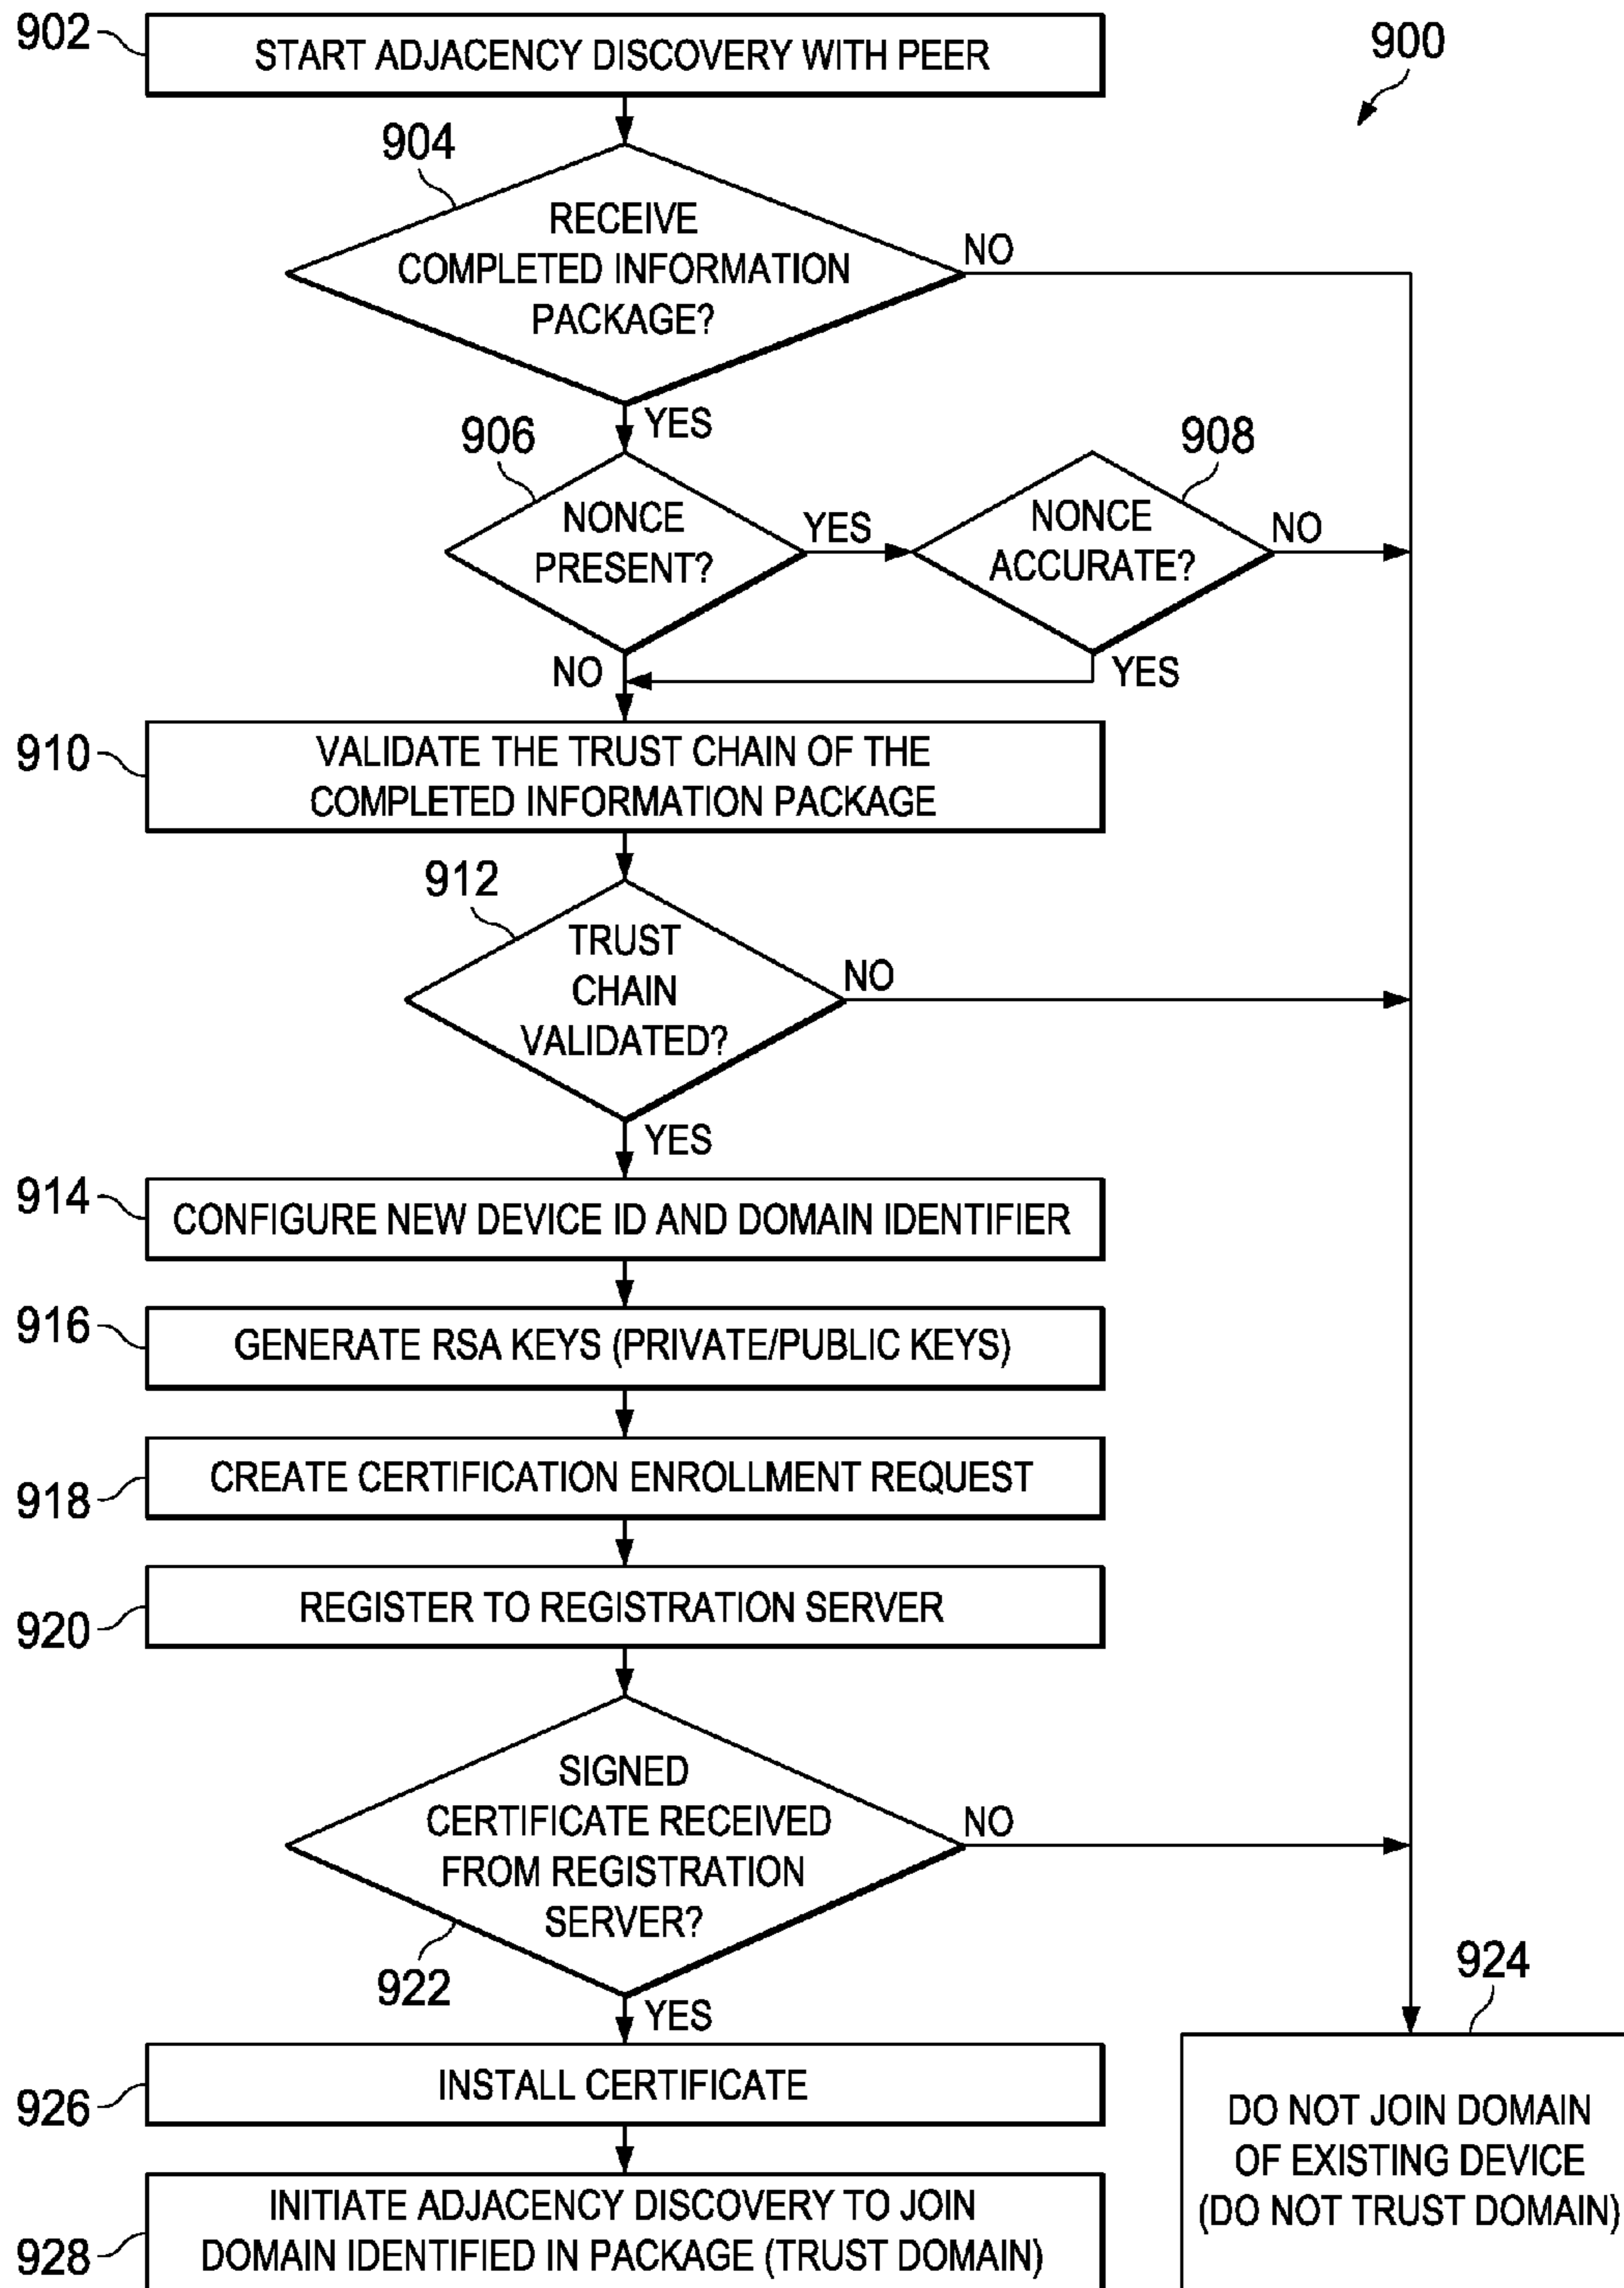 902
START ADJACENCY DISCOVERY WITH PEER
900
904
RECEIVE
COMPLETED INFORMATION
PACKAGE?
NO
YES
906
NONCE
PRESENT?
YES
908
NONCE
ACCURATE?
NO
NO
YES
910
VALIDATE THE TRUST CHAIN OF THE
COMPLETED INFORMATION PACKAGE
912
TRUST
CHAIN
VALIDATED?
NO
YES
914
CONFIGURE NEW DEVICE ID AND DOMAIN IDENTIFIER
916
GENERATE RSA KEYS (PRIVATE/PUBLIC KEYS)
918
CREATE CERTIFICATION ENROLLMENT REQUEST
920
REGISTER TO REGISTRATION SERVER
SIGNED
CERTIFICATE RECEIVED
FROM REGISTRATION
SERVER?
NO
922
YES
924
926
INSTALL CERTIFICATE
DO NOT JOIN DOMAIN
OF EXISTING DEVICE
(DO NOT TRUST DOMAIN)
928
INITIATE ADJACENCY DISCOVERY TO JOIN
DOMAIN IDENTIFIED IN PACKAGE (TRUST DOMAIN)